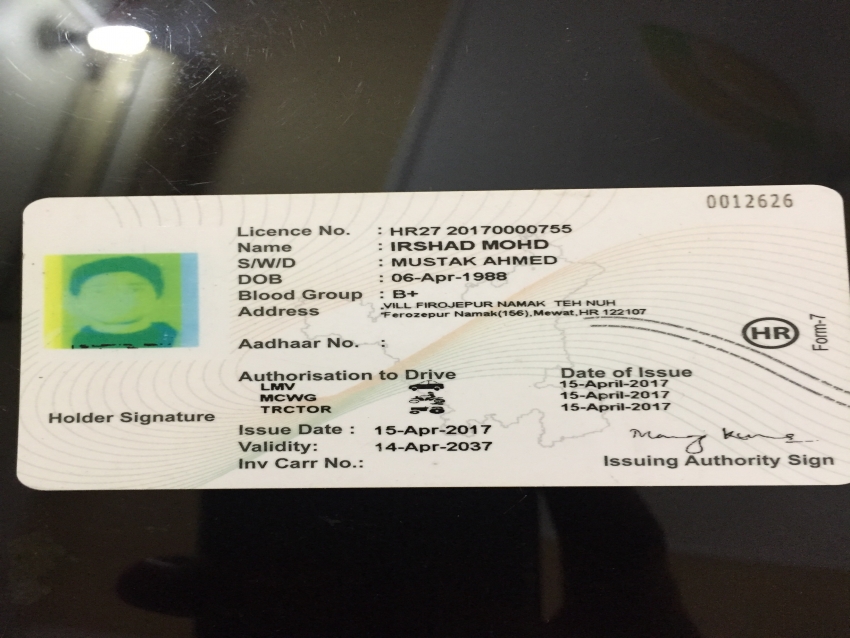 0012626
Licence No. : HR27 20170000755
Name : IRSHAD MOHD
S/W/D : MUSTAK AHMED
DOB : 06-Apr-1988
Blood Group : B+
Address : VILL FIROJEPUR NAMAK TEH NUH
Ferozepur Namak(156),Mewat,HR 122107
HR
Form-7
Aadhaar No. :
Authorisation to Drive Date of Issue
LMV 15-April-2017
MCWG 15-April-2017
TRCTOR 15-April-2017
Holder Signature
Issue Date : 15-Apr-2017
Validity: 14-Apr-2037
Inv Carr No.:
Issuing Authority Sign